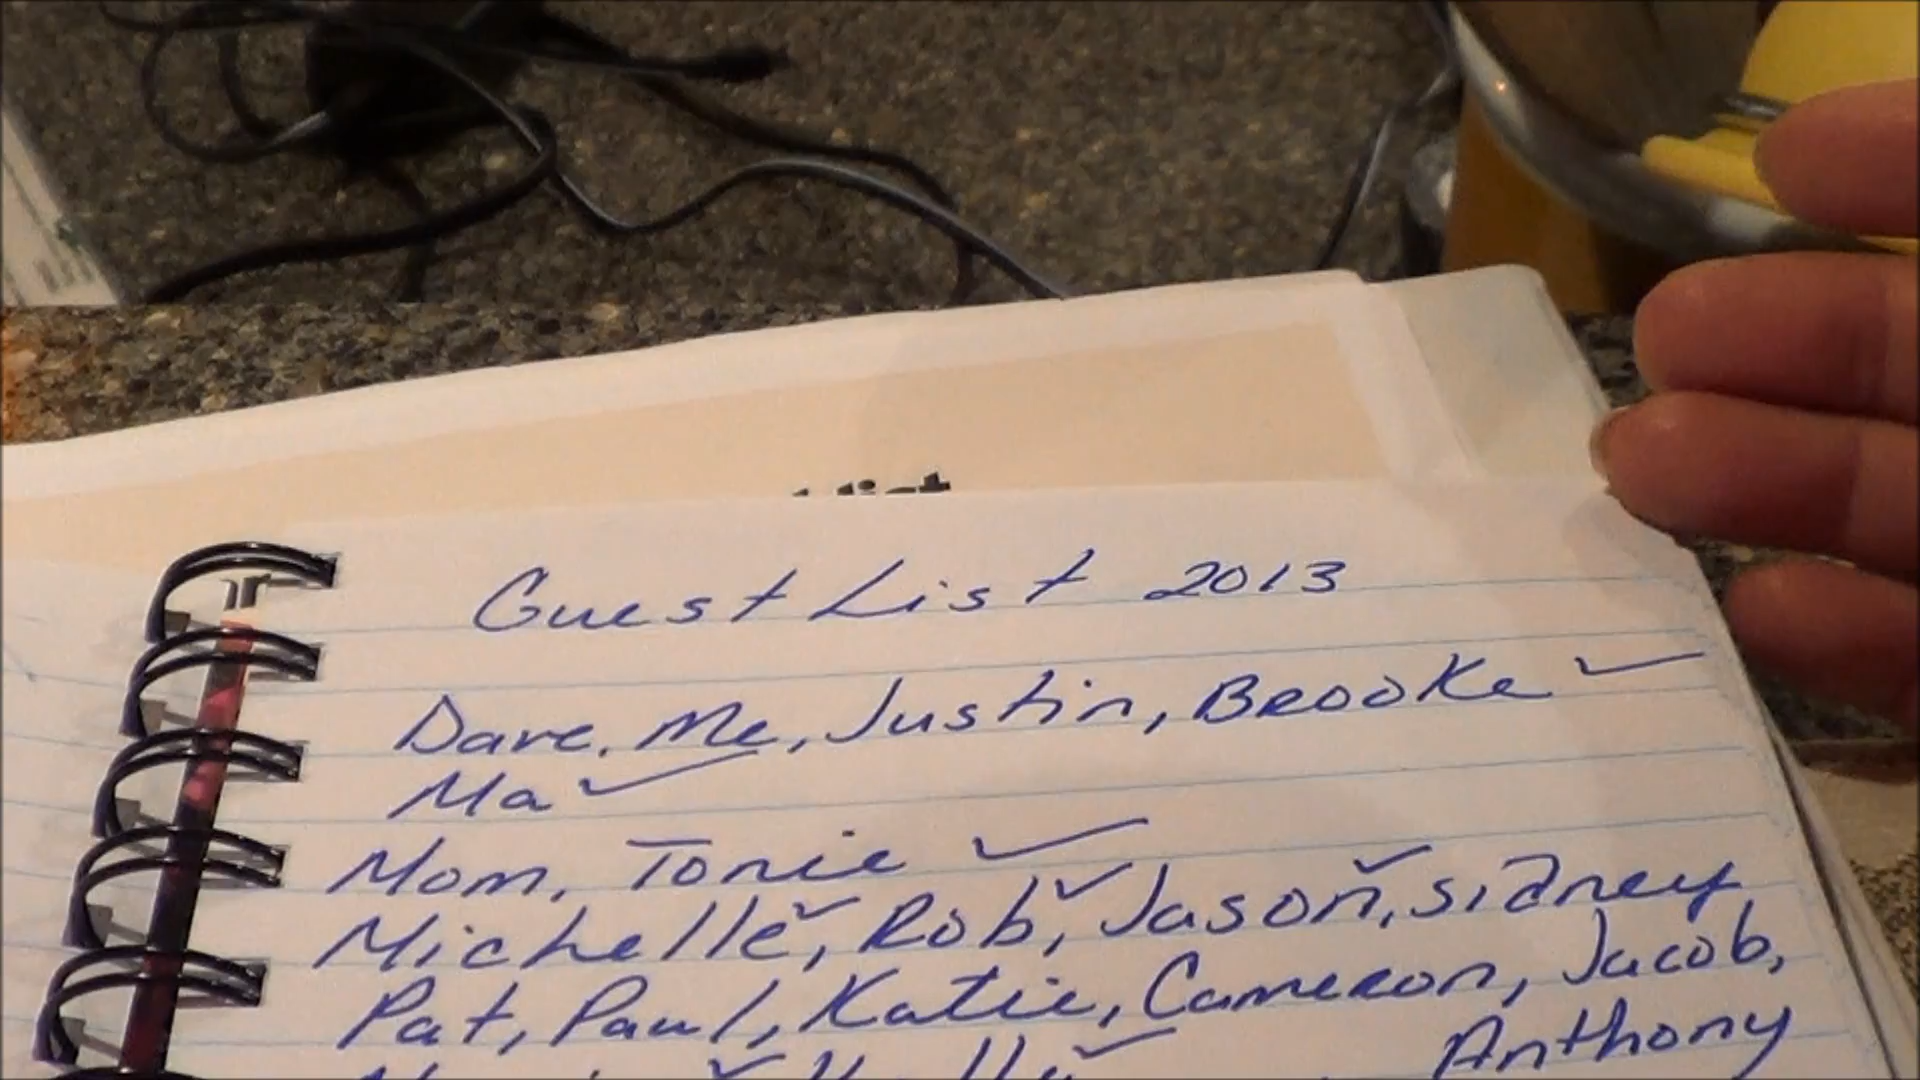 Guest List 2013
Dave, Me, Justin, Brooke ✓
Ma ✓
Mom, Tonie ✓
Michelle ✓, Rob ✓, Jason ✓, Sidney
Pat, Paul, Katie, Cameron, Jacob,
Anthony